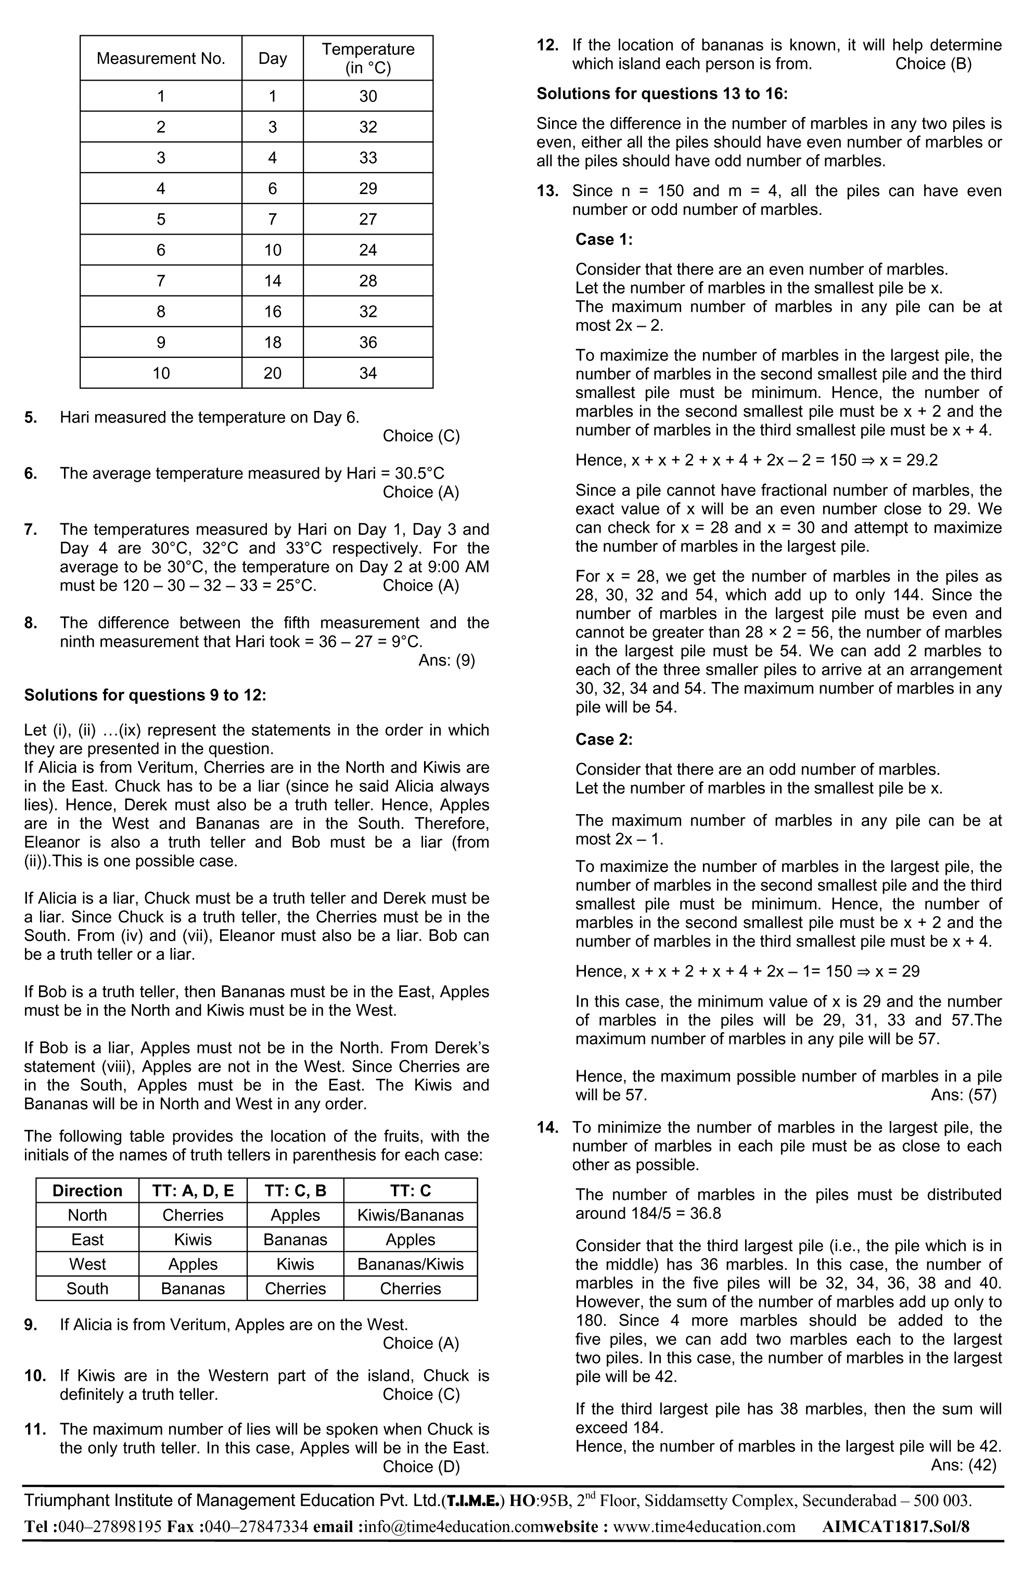 Measurement No. Day Temperature (in °C)
1 1 30
2 3 32
3 4 33
4 6 29
5 7 27
6 10 24
7 14 28
8 16 32
9 18 36
10 20 34
5. Hari measured the temperature on Day 6.
Choice (C)
6. The average temperature measured by Hari = 30.5°C
Choice (A)
7. The temperatures measured by Hari on Day 1, Day 3 and
Day 4 are 30°C, 32°C and 33°C respectively. For the
average to be 30°C, the temperature on Day 2 at 9:00 AM
must be 120 – 30 – 32 – 33 = 25°C. Choice (A)
8. The difference between the fifth measurement and the
ninth measurement that Hari took = 36 – 27 = 9°C.
Ans: (9)
Solutions for questions 9 to 12:
Let (i), (ii) …(ix) represent the statements in the order in which
they are presented in the question.
If Alicia is from Veritum, Cherries are in the North and Kiwis are
in the East. Chuck has to be a liar (since he said Alicia always
lies). Hence, Derek must also be a truth teller. Hence, Apples
are in the West and Bananas are in the South. Therefore,
Eleanor is also a truth teller and Bob must be a liar (from
(ii)).This is one possible case.
If Alicia is a liar, Chuck must be a truth teller and Derek must be
a liar. Since Chuck is a truth teller, the Cherries must be in the
South. From (iv) and (vii), Eleanor must also be a liar. Bob can
be a truth teller or a liar.
If Bob is a truth teller, then Bananas must be in the East, Apples
must be in the North and Kiwis must be in the West.
If Bob is a liar, Apples must not be in the North. From Derek's
statement (viii), Apples are not in the West. Since Cherries are
in the South, Apples must be in the East. The Kiwis and
Bananas will be in North and West in any order.
The following table provides the location of the fruits, with the
initials of the names of truth tellers in parenthesis for each case:
Direction TT: A, D, E TT: C, B TT: C
North Cherries Apples Kiwis/Bananas
East Kiwis Bananas Apples
West Apples Kiwis Bananas/Kiwis
South Bananas Cherries Cherries
9. If Alicia is from Veritum, Apples are on the West.
Choice (A)
10. If Kiwis are in the Western part of the island, Chuck is
definitely a truth teller. Choice (C)
11. The maximum number of lies will be spoken when Chuck is
the only truth teller. In this case, Apples will be in the East.
Choice (D)
12. If the location of bananas is known, it will help determine
which island each person is from. Choice (B)
Solutions for questions 13 to 16:
Since the difference in the number of marbles in any two piles is
even, either all the piles should have even number of marbles or
all the piles should have odd number of marbles.
13. Since n = 150 and m = 4, all the piles can have even
number or odd number of marbles.
Case 1:
Consider that there are an even number of marbles.
Let the number of marbles in the smallest pile be x.
The maximum number of marbles in any pile can be at
most 2x – 2.
To maximize the number of marbles in the largest pile, the
number of marbles in the second smallest pile and the third
smallest pile must be minimum. Hence, the number of
marbles in the second smallest pile must be x + 2 and the
number of marbles in the third smallest pile must be x + 4.
Hence, x + x + 2 + x + 4 + 2x – 2 = 150 ⇒ x = 29.2
Since a pile cannot have fractional number of marbles, the
exact value of x will be an even number close to 29. We
can check for x = 28 and x = 30 and attempt to maximize
the number of marbles in the largest pile.
For x = 28, we get the number of marbles in the piles as
28, 30, 32 and 54, which add up to only 144. Since the
number of marbles in the largest pile must be even and
cannot be greater than 28 × 2 = 56, the number of marbles
in the largest pile must be 54. We can add 2 marbles to
each of the three smaller piles to arrive at an arrangement
30, 32, 34 and 54. The maximum number of marbles in any
pile will be 54.
Case 2:
Consider that there are an odd number of marbles.
Let the number of marbles in the smallest pile be x.
The maximum number of marbles in any pile can be at
most 2x – 1.
To maximize the number of marbles in the largest pile, the
number of marbles in the second smallest pile and the third
smallest pile must be minimum. Hence, the number of
marbles in the second smallest pile must be x + 2 and the
number of marbles in the third smallest pile must be x + 4.
Hence, x + x + 2 + x + 4 + 2x – 1= 150 ⇒ x = 29
In this case, the minimum value of x is 29 and the number
of marbles in the piles will be 29, 31, 33 and 57.The
maximum number of marbles in any pile will be 57.
Hence, the maximum possible number of marbles in a pile
will be 57. Ans: (57)
14. To minimize the number of marbles in the largest pile, the
number of marbles in each pile must be as close to each
other as possible.
The number of marbles in the piles must be distributed
around 184/5 = 36.8
Consider that the third largest pile (i.e., the pile which is in
the middle) has 36 marbles. In this case, the number of
marbles in the five piles will be 32, 34, 36, 38 and 40.
However, the sum of the number of marbles add up only to
180. Since 4 more marbles should be added to the
five piles, we can add two marbles each to the largest
two piles. In this case, the number of marbles in the largest
pile will be 42.
If the third largest pile has 38 marbles, then the sum will
exceed 184.
Hence, the number of marbles in the largest pile will be 42.
Ans: (42)
Triumphant Institute of Management Education Pvt. Ltd.(T.I.M.E.) HO:95B, 2nd Floor, Siddamsetty Complex, Secunderabad – 500 003.
Tel :040–27898195 Fax :040–27847334 email :info@time4education.comwebsite : www.time4education.com AIMCAT1817.Sol/8